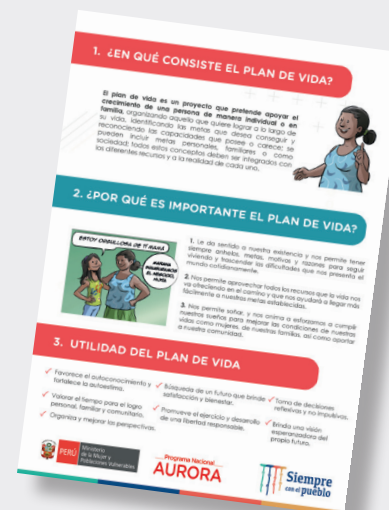 1. ¿EN QUÉ CONSISTE EL PLAN DE VIDA?
El plan de vida es un proyecto que pretende apoyar el
crecimiento de una persona de manera individual o en
familia, organizando aquello que quiere lograr a lo largo de
su vida, identificando las metas que desea conseguir y
reconociendo las capacidades que posee o carece; se
pueden incluir metas personales, familiares o como
sociedad; todos estos conceptos deben ser integrados con
los diferentes recursos y a la realidad de cada uno.
2. ¿POR QUÉ ES IMPORTANTE EL PLAN DE VIDA?
ESTOY ORGULLOSA DE TI MAMÁ
MAÑANA
INAUGURAMOS
EL NEGOCIO,
HIJITA
1. Le da sentido a nuestra existencia y nos permite tener
siempre anhelos, metas, motivos y razones para seguir
viviendo y trascender las dificultades que nos presenta el
mundo cotidianamente.
2. Nos permite aprovechar todos los recursos que la vida nos
va ofreciendo en el camino y que nos ayudará a llegar más
fácilmente a nuestras metas establecidas.
3. Nos permite soñar, y nos anima a esforzarnos a cumplir
nuestros sueños para mejorar las condiciones de nuestras
vidas como mujeres, de nuestras familias, así como aportar
a nuestra comunidad.
3. UTILIDAD DEL PLAN DE VIDA
Favorece el autoconocimiento y
fortalece la autoestima.
Valorar el tiempo para el logro
personal, familiar y comunitario.
Organiza y mejorar las perspectivas.
Búsqueda de un futuro que brinde
satisfacción y bienestar.
Promueve el ejercicio y desarrollo
de una libertad responsable.
Toma de decisiones
reflexivas y no impulsivas.
Brinda una visión
esperanzadora del
propio futuro.
PERÚ
Ministerio
de la Mujer y
Poblaciones Vulnerables
Programa Nacional
AURORA
Siempre
con el pueblo